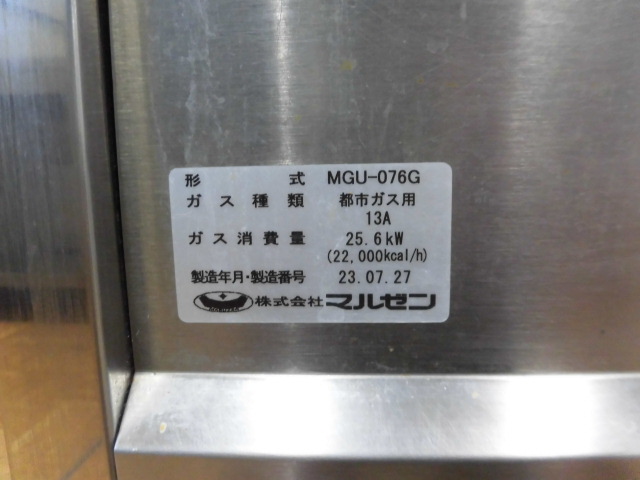 形 式 MGU-076G
ガス種類 都市ガス用
13A
ガス消費量 25.6kW
(22,000kcal/h)
製造年月・製造番号 23.07.27
株式会社 マルゼン